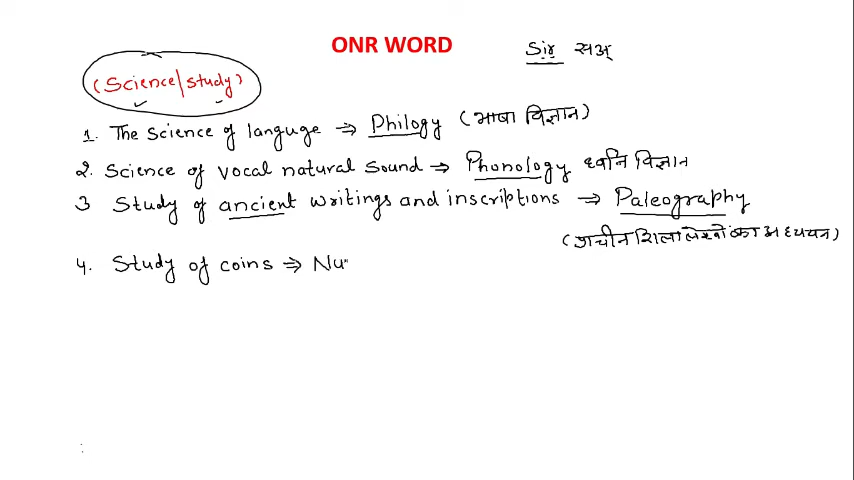 ONR WORD
Sir सअ्
(Science/study)
1. The science of languge → Philogy (भाषा विज्ञान)
2. Science of vocal natural sound → Phonology ध्वनि विज्ञान
3 Study of ancient writings and inscriptions → Paleography
(प्राचीन शिलालेखों का अध्ययन)
4. Study of coins → Nu